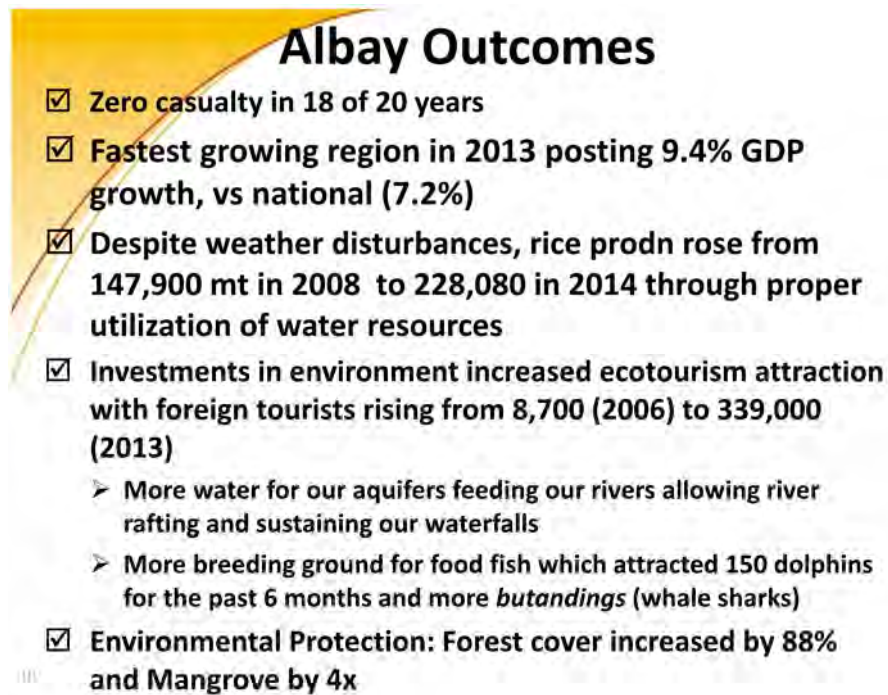 Albay Outcomes
☑ Zero casualty in 18 of 20 years
☑ Fastest growing region in 2013 posting 9.4% GDP
growth, vs national (7.2%)
☑ Despite weather disturbances, rice prodn rose from
147,900 mt in 2008 to 228,080 in 2014 through proper
utilization of water resources
☑ Investments in environment increased ecotourism attraction
with foreign tourists rising from 8,700 (2006) to 339,000
(2013)
➢ More water for our aquifers feeding our rivers allowing river
rafting and sustaining our waterfalls
➢ More breeding ground for food fish which attracted 150 dolphins
for the past 6 months and more butandings (whale sharks)
☑ Environmental Protection: Forest cover increased by 88%
and Mangrove by 4x